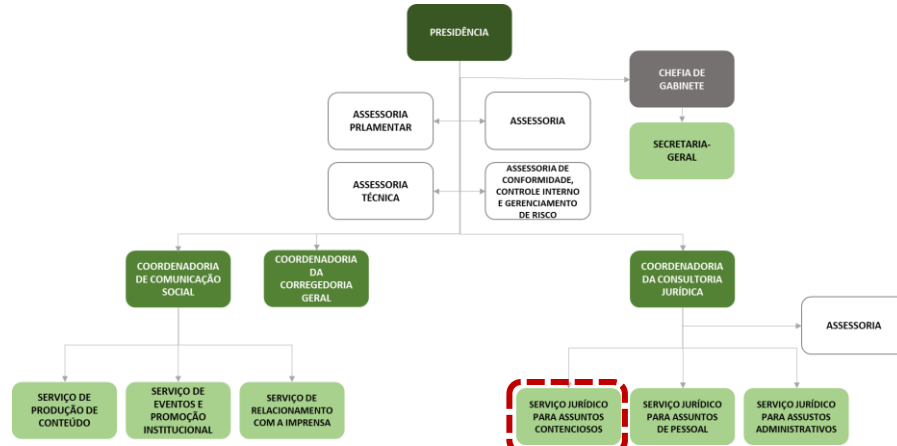 PRESIDÊNCIA
CHEFIA DE
GABINETE
ASSESSORIA
PRLAMENTAR
ASSESSORIA
SECRETARIA-
GERAL
ASSESSORIA
TÉCNICA
ASSESSORIA DE
CONFORMIDADE,
CONTROLE INTERNO
E GERENCIAMENTO
DE RISCO
COORDENADORIA
DE COMUNICAÇÃO
SOCIAL
COORDENADORIA
DA
CORREGEDORIA
GERAL
COORDENADORIA
DA CONSULTORIA
JURÍDICA
ASSESSORIA
SERVIÇO DE
PRODUÇÃO DE
CONTEÚDO
SERVIÇO DE
EVENTOS E
PROMOÇÃO
INSTITUCIONAL
SERVIÇO DE
RELACIONAMENTO
COM A IMPRENSA
SERVIÇO JURÍDICO
PARA ASSUNTOS
CONTENCIOSOS
SERVIÇO JURÍDICO
PARA ASSUNTOS
DE PESSOAL
SERVIÇO JURÍDICO
PARA ASSUSTOS
ADMINISTRATIVOS